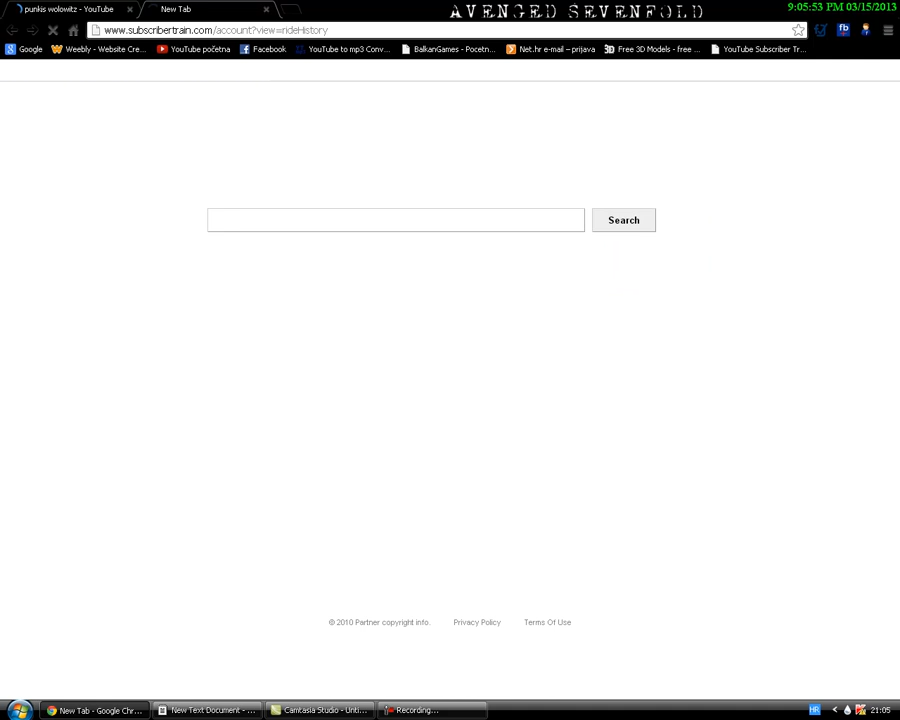 punkis wolowitz - YouTube
New Tab
AVENGED SEVENFOLD
9:05:53 PM 03/15/2013
www.subscribertrain.com/account?view=rideHistory
fb
Google
Weebly - Website Cre...
YouTube početna
Facebook
YouTube to mp3 Conv...
BalkanGames - Pocetn...
Net.hr e-mail – prijava
3D Free 3D Models - free ...
YouTube Subscriber Tr...
Search
© 2010 Partner copyright info.
Privacy Policy
Terms Of Use
New Tab - Google Chr...
New Text Document - ...
Camtasia Studio - Unti...
Recording...
HR
21:05